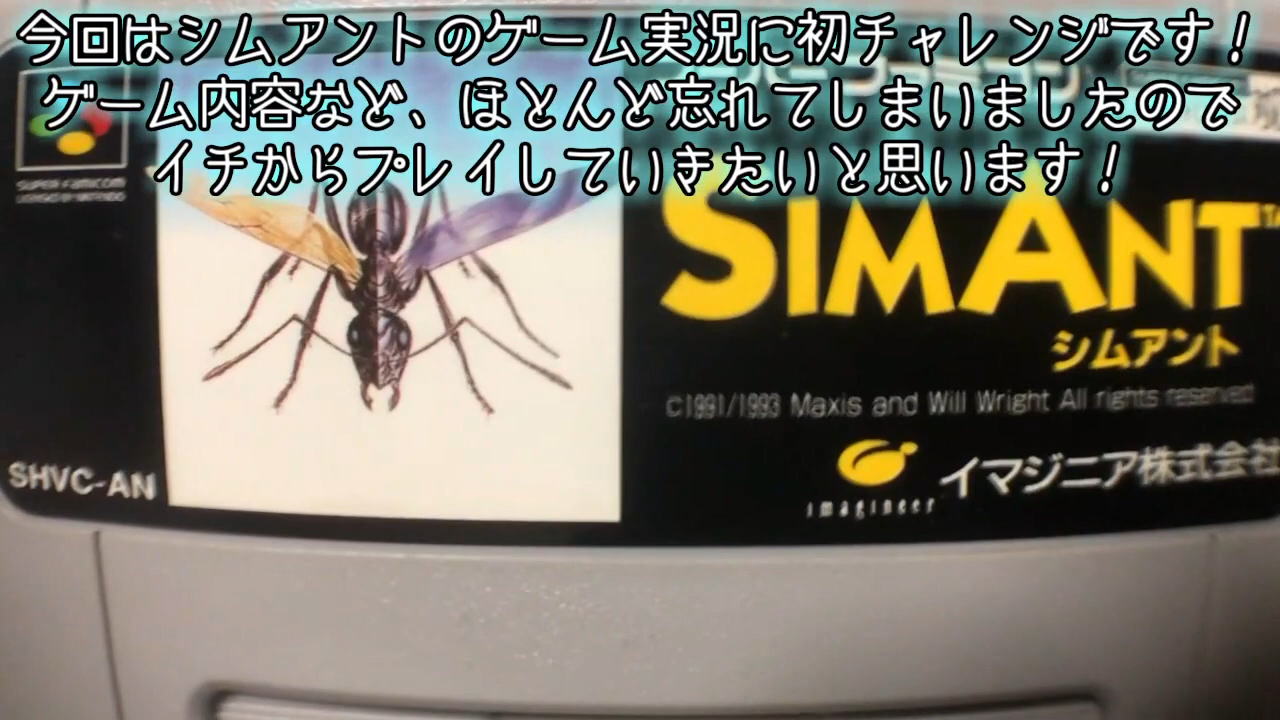 今回はシムアントのゲーム実況に初チャレンジです！
ゲーム内容など、ほとんど忘れてしまいましたので
イチからプレイしていきたいと思います！
SUPER FAMICOM
LICENSED BY NINTENDO
SIMANT™
シムアント
©1991/1993 Maxis and Will Wright All rights reserved
imagineer
イマジニア株式会社
SHVC-AN